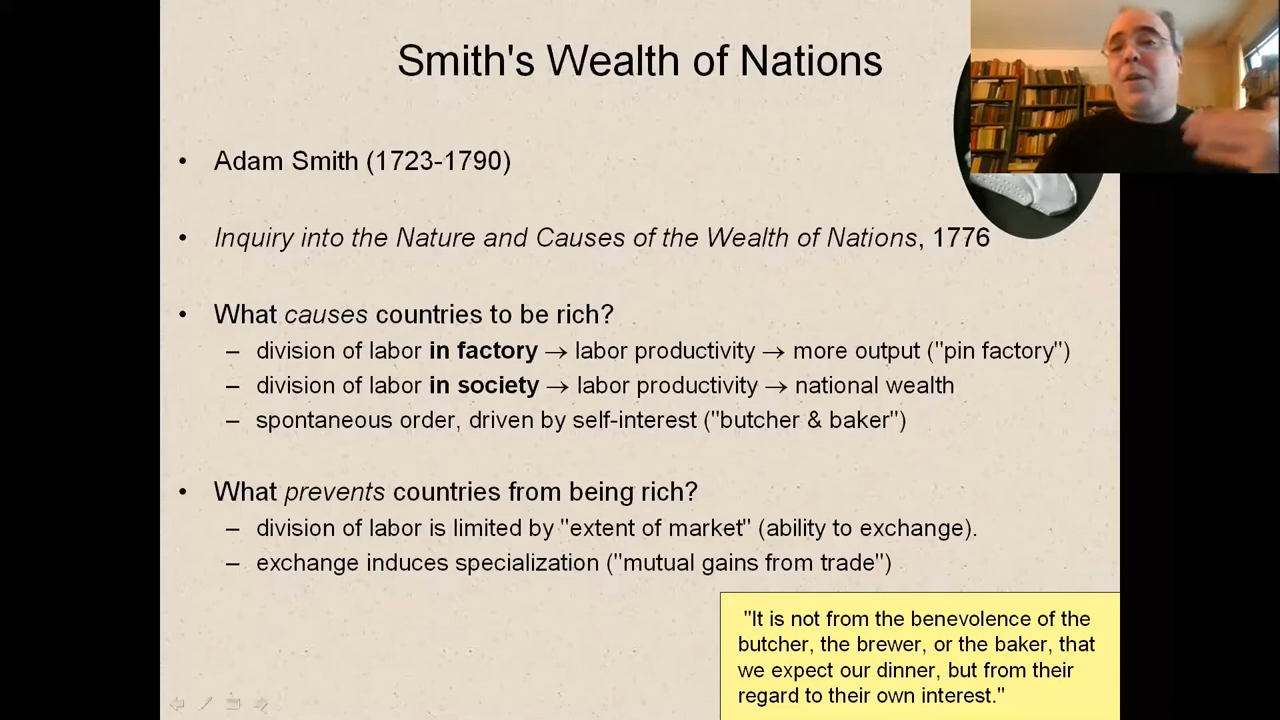 Smith's Wealth of Nations
• Adam Smith (1723-1790)
• Inquiry into the Nature and Causes of the Wealth of Nations, 1776
• What causes countries to be rich?
– division of labor in factory → labor productivity → more output ("pin factory")
– division of labor in society → labor productivity → national wealth
– spontaneous order, driven by self-interest ("butcher & baker")
• What prevents countries from being rich?
– division of labor is limited by "extent of market" (ability to exchange).
– exchange induces specialization ("mutual gains from trade")
"It is not from the benevolence of the
butcher, the brewer, or the baker, that
we expect our dinner, but from their
regard to their own interest."